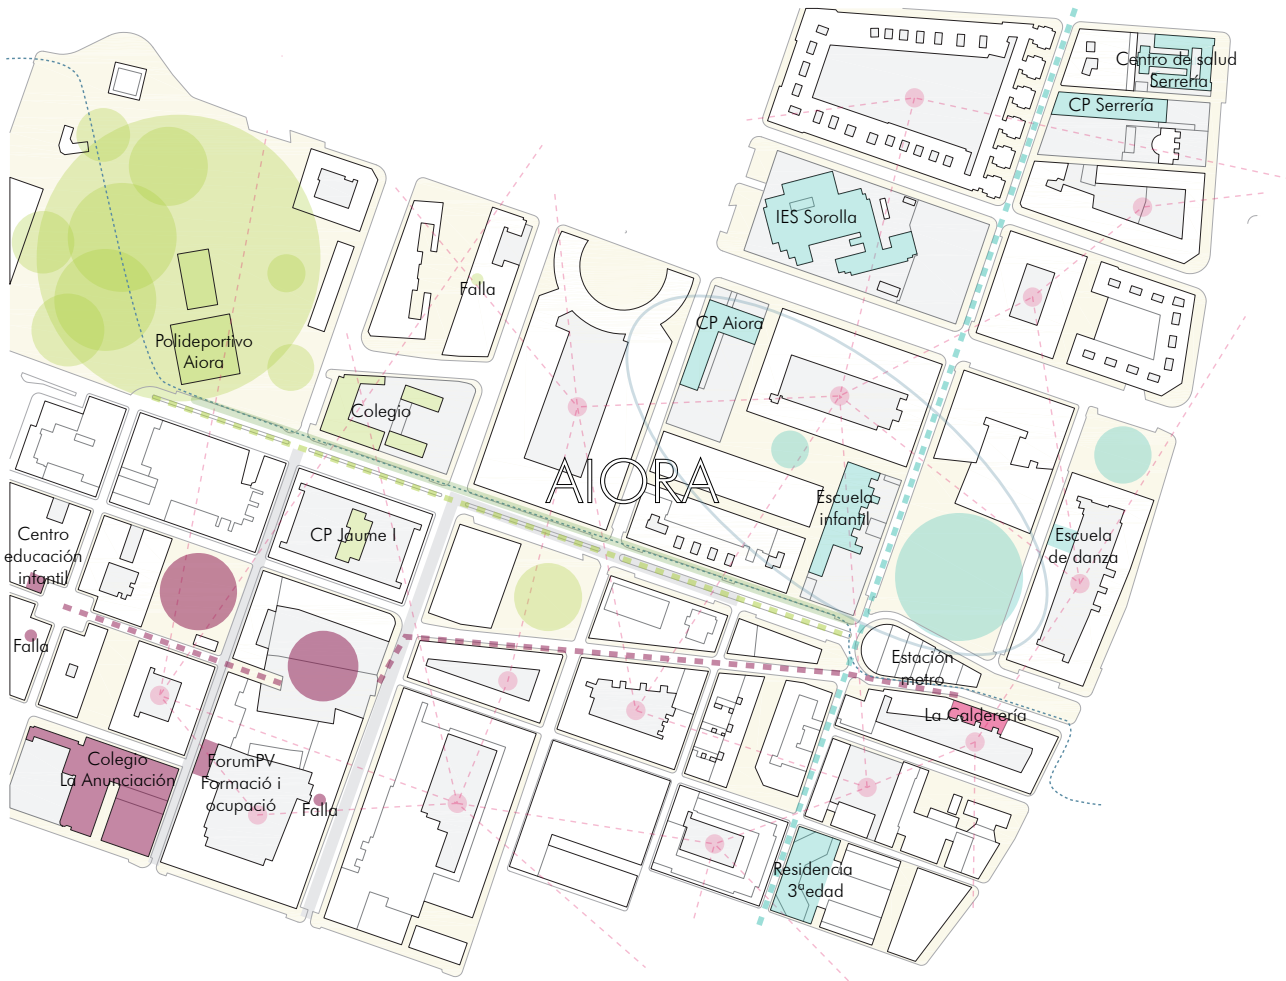 Centro de salud
Serrería
CP Serrería
IES Sorolla
Falla
CP Aiora
Polideportivo
Aiora
Colegio
AIORA
Escuela
infantil
CP Jaume I
Escuela
de danza
Centro
educación
infantil
Falla
Estación
metro
La Calderería
Colegio
La Anunciación
ForumPV
Formació i
ocupació
Falla
Residencia
3ªedad